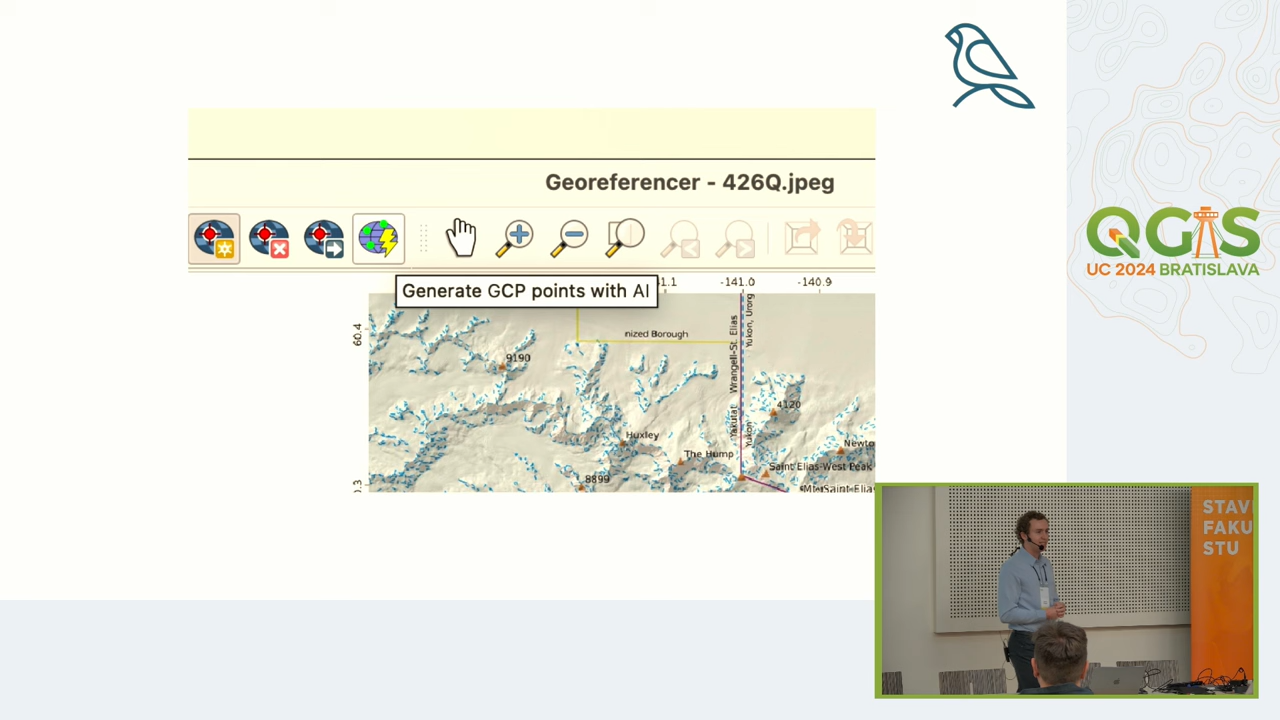 Georeferencer - 426Q.jpeg
Generate GCP points with AI
-141.0
-140.9
60.4
nized Borough
Wrangell-St. Elias
9190
4120
Yakutat
Yukon
Huxley
The Hump
Newto
Saint Elias-West Peak
8899
QGIS
UC 2024 BRATISLAVA
STAV
FAKU
STU